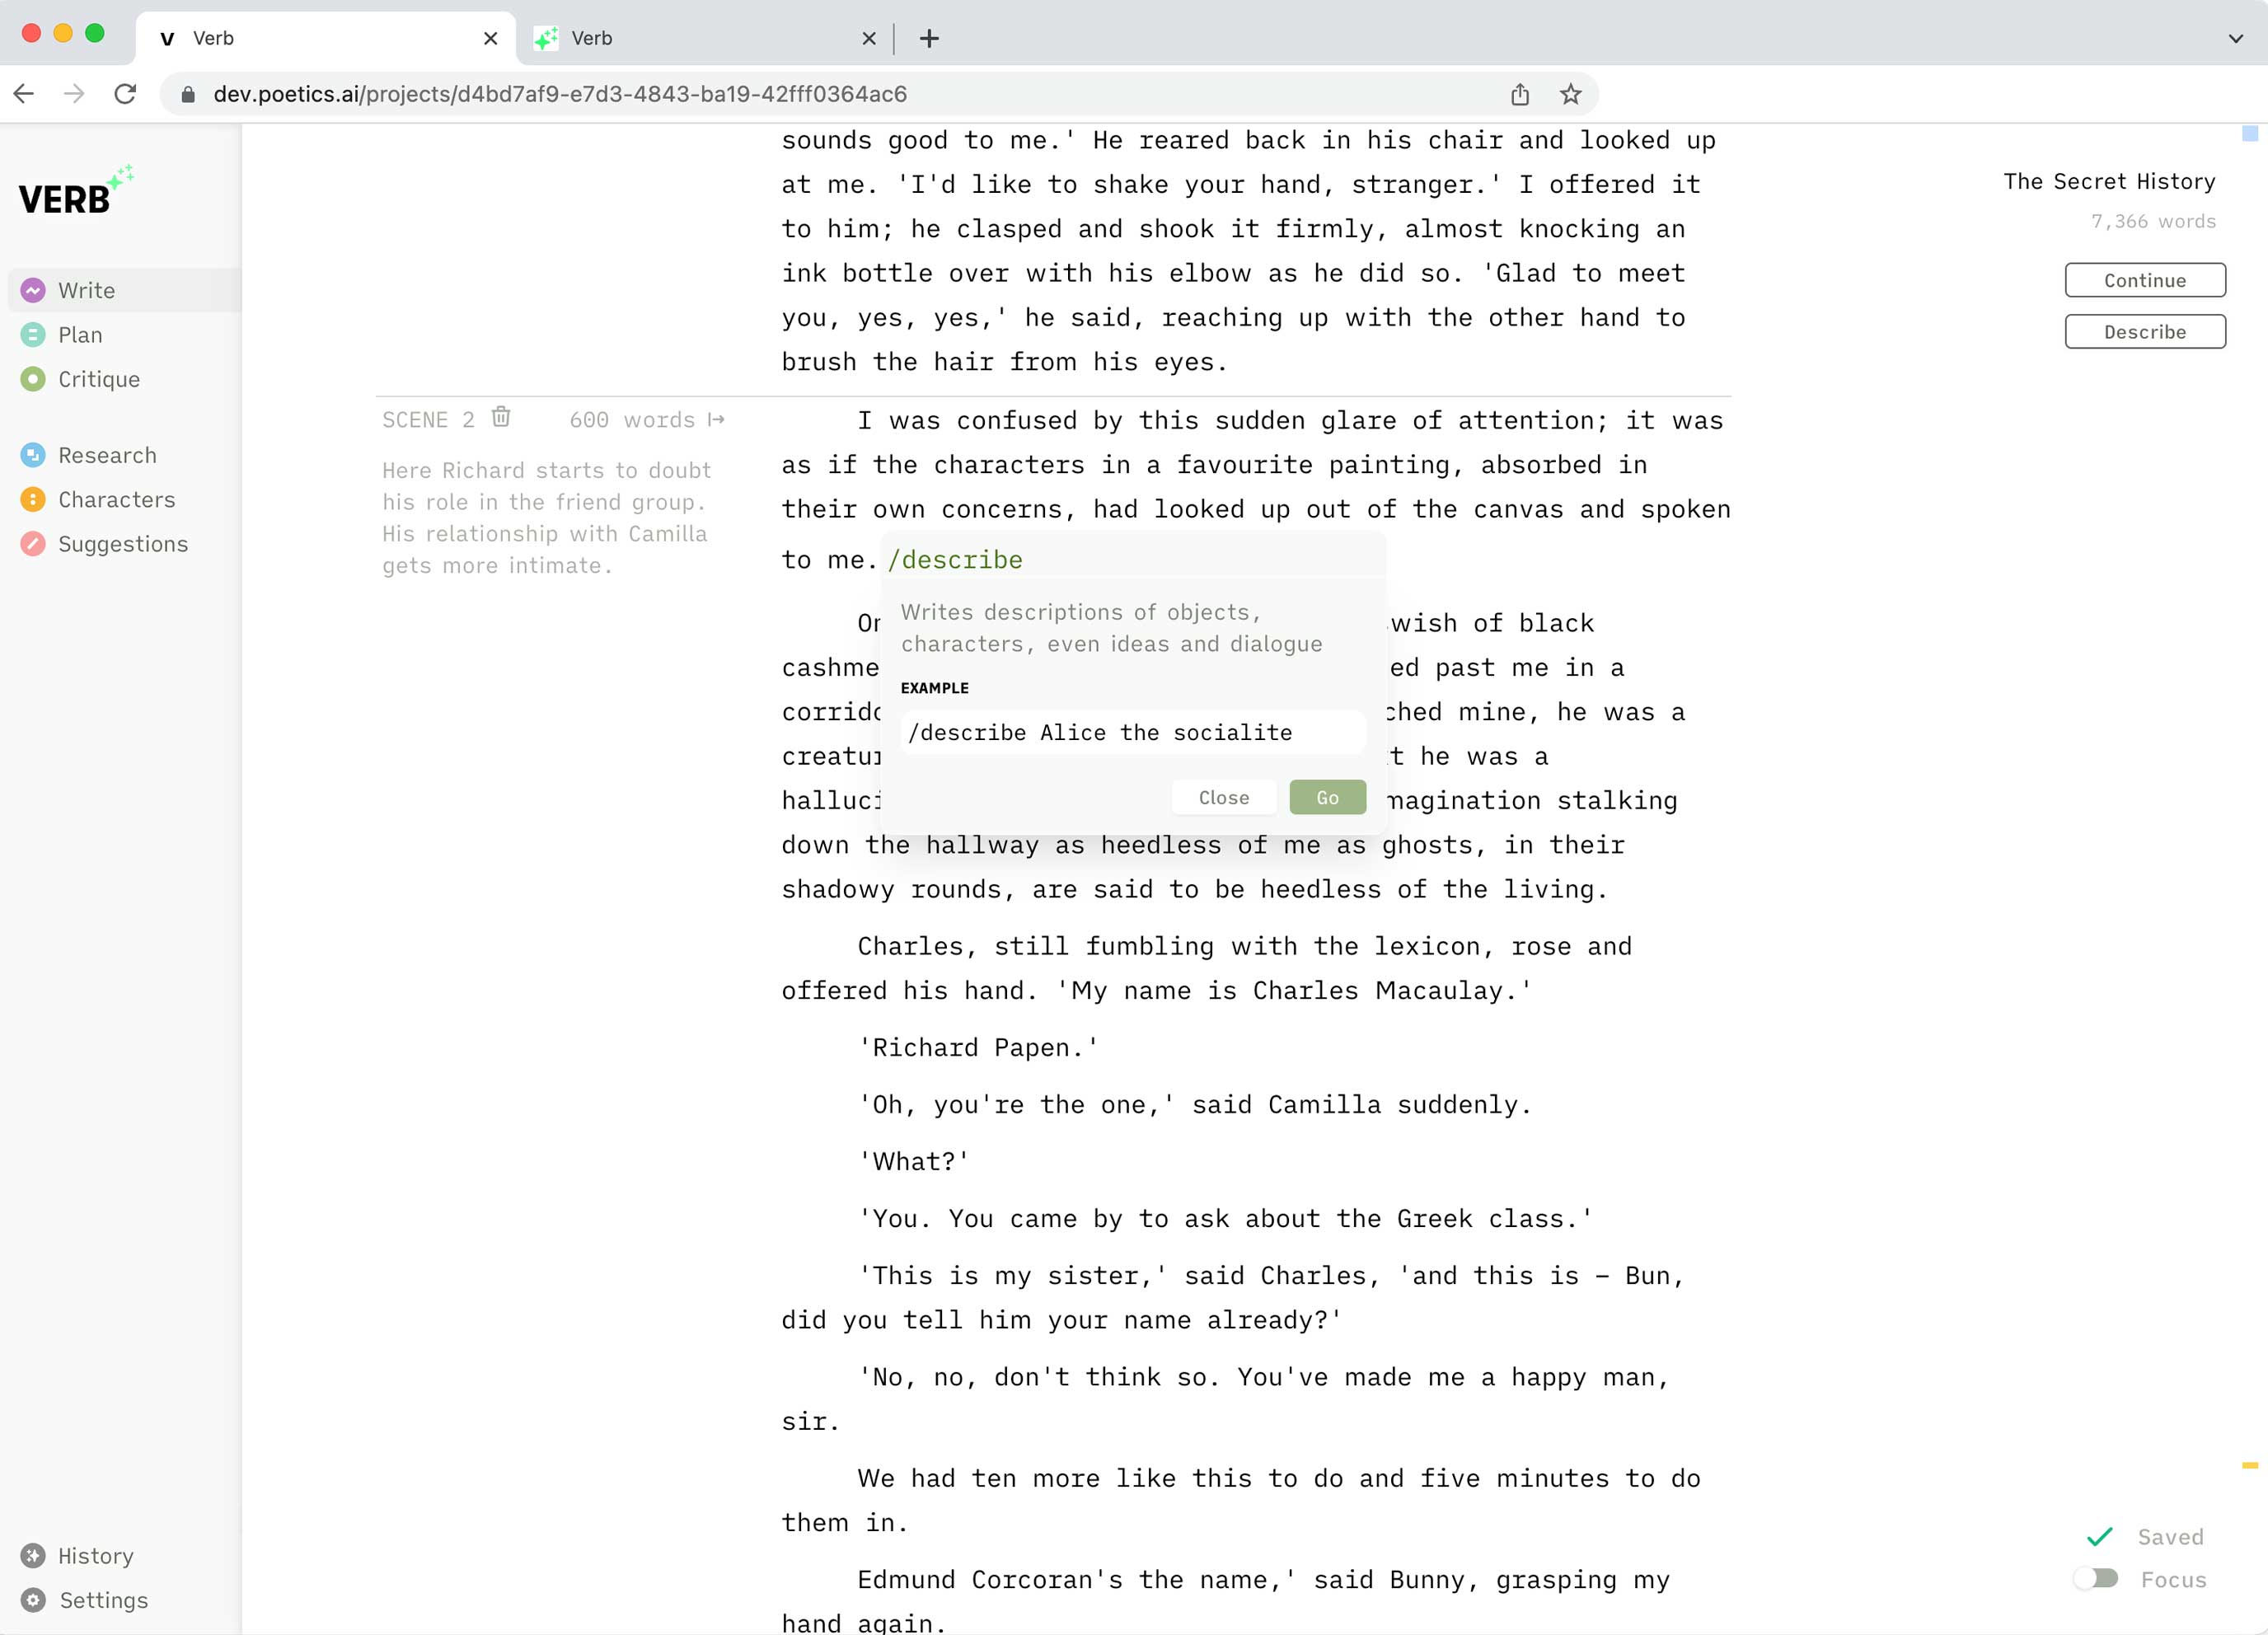 V Verb
Verb
dev.poetics.ai/projects/d4bd7af9-e7d3-4843-ba19-42fff0364ac6
VERB
Write
Plan
Critique
Research
Characters
Suggestions
History
Settings
sounds good to me.' He reared back in his chair and looked up
at me. 'I'd like to shake your hand, stranger.' I offered it
to him; he clasped and shook it firmly, almost knocking an
ink bottle over with his elbow as he did so. 'Glad to meet
you, yes, yes,' he said, reaching up with the other hand to
brush the hair from his eyes.
SCENE 2 600 words
Here Richard starts to doubt
his role in the friend group.
His relationship with Camilla
gets more intimate.
I was confused by this sudden glare of attention; it was
as if the characters in a favourite painting, absorbed in
their own concerns, had looked up out of the canvas and spoken
to me. /describe
Writes descriptions of objects,
characters, even ideas and dialogue
EXAMPLE
/describe Alice the socialite
Close Go
wish of black
cashme ed past me in a
corrido ched mine, he was a
creatur t he was a
halluci magination stalking
down the hallway as heedless of me as ghosts, in their
shadowy rounds, are said to be heedless of the living.
Charles, still fumbling with the lexicon, rose and
offered his hand. 'My name is Charles Macaulay.'
'Richard Papen.'
'Oh, you're the one,' said Camilla suddenly.
'What?'
'You. You came by to ask about the Greek class.'
'This is my sister,' said Charles, 'and this is – Bun,
did you tell him your name already?'
'No, no, don't think so. You've made me a happy man,
sir.
We had ten more like this to do and five minutes to do
them in.
Edmund Corcoran's the name,' said Bunny, grasping my
hand again.
The Secret History
7,366 words
Continue
Describe
Saved
Focus